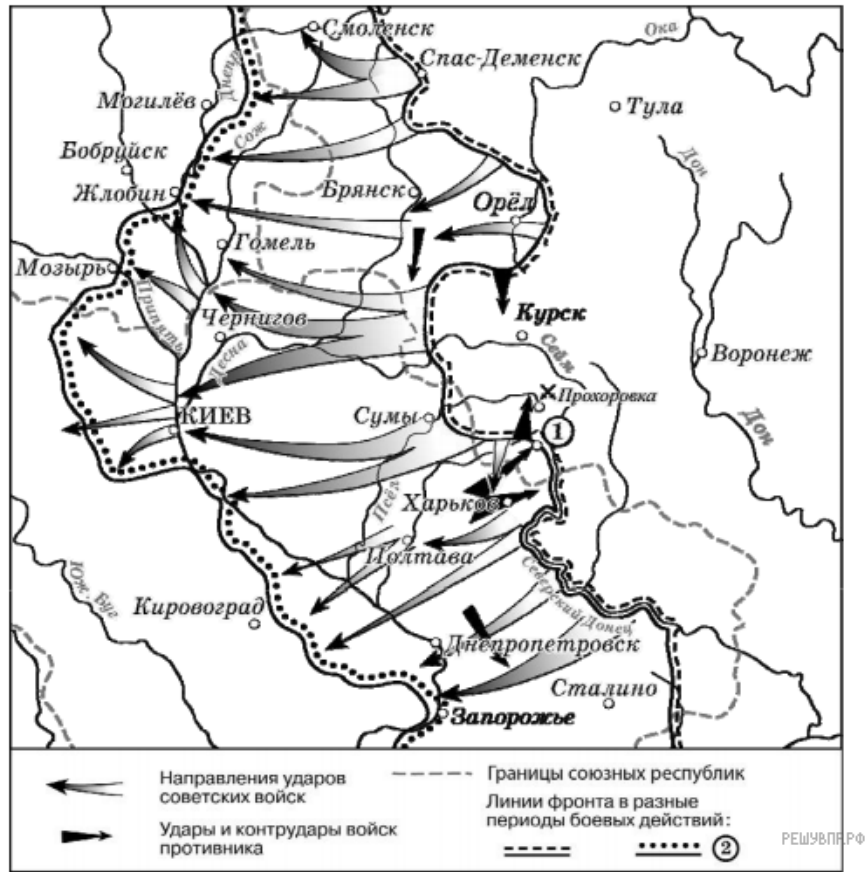 Смоленск
Ока
Спас-Деменск
Днепр
Могилёв
Тула
Сож
Бобруйск
Дон
Жлобин
Брянск
Орёл
Гомель
Мозырь
Припять
Чернигов
Курск
Сейм
Десна
Воронеж
Прохоровка
КИЕВ
Сумы
Дон
1
Псёл
Харьков
Полтава
Юж. Буг
Северский Донец
Кировоград
Днепропетровск
Сталино
Запорожье
Направления ударов
советских войск
Удары и контрудары войск
противника
Границы союзных республик
Линии фронта в разные
периоды боевых действий:
2
РЕШУВПР.РФ